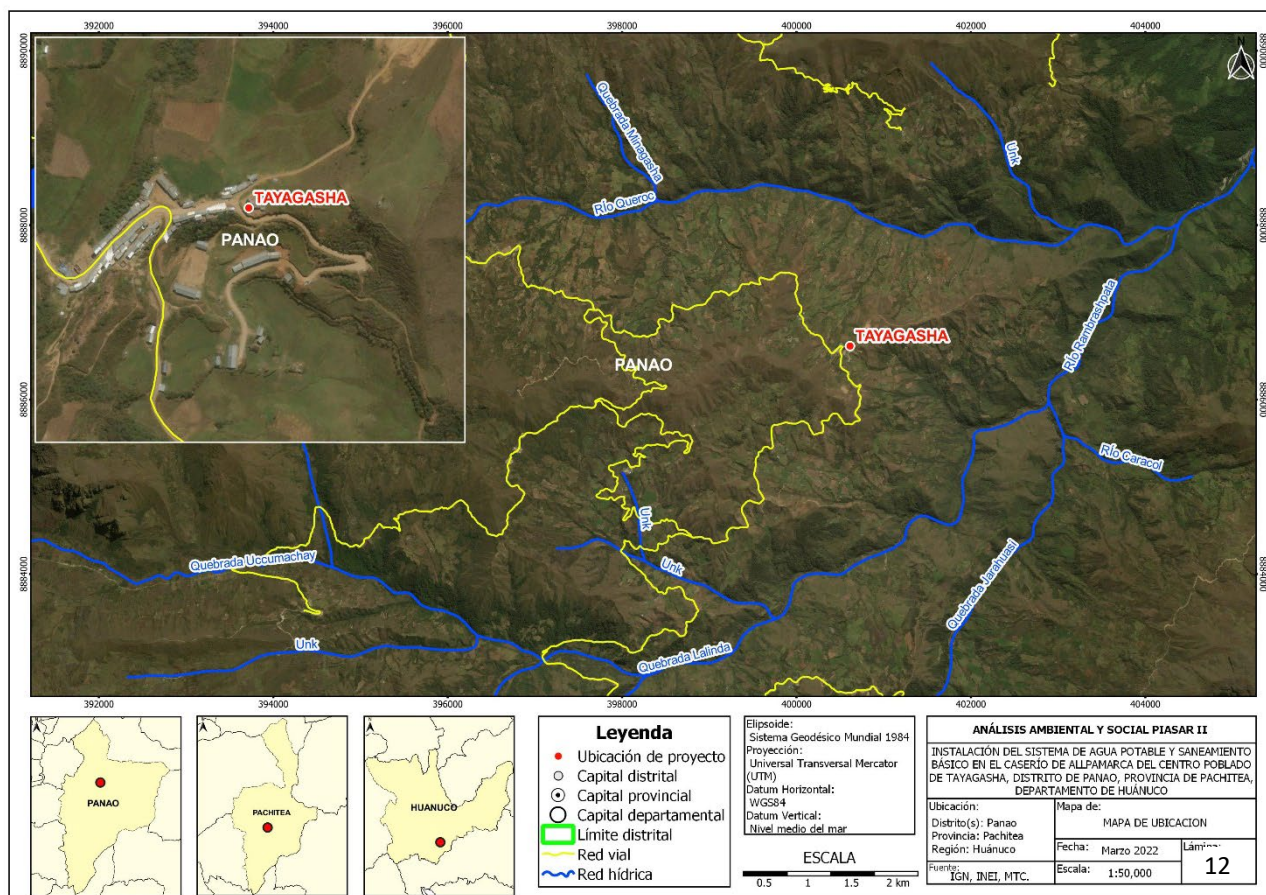 392000 394000 396000 398000 400000 402000 404000
8890000
8888000
8886000
8884000
8890000
8888000
8886000
8884000
N
TAYAGASHA
PANAO
Quebrada Minagasha
Río Queroc
Unk
TAYAGASHA
PANAO
Río Rambrashpata
Río Caracol
Unk
Quebrada Uccumachay
Unk
Quebrada Jarahuasi
Unk
Quebrada Lalinda
392000 394000 396000 398000 400000 402000 404000
PANAO
PACHITEA
HUANUCO
Leyenda
Ubicación de proyecto
Capital distrital
Capital provincial
Capital departamental
Límite distrital
Red vial
Red hídrica
Elipsoide:
Sistema Geodésico Mundial 1984
Proyección:
Universal Transversal Mercator
(UTM)
Datum Horizontal:
WGS84
Datum Vertical:
Nivel medio del mar
ESCALA
0.5 1 1.5 2 km
ANÁLISIS AMBIENTAL Y SOCIAL PIASAR II
INSTALACIÓN DEL SISTEMA DE AGUA POTABLE Y SANEAMIENTO
BÁSICO EN EL CASERÍO DE ALLPAMARCA DEL CENTRO POBLADO
DE TAYAGASHA, DISTRITO DE PANAO, PROVINCIA DE PACHITEA,
DEPARTAMENTO DE HUÁNUCO
Ubicación:
Distrito(s): Panao
Provincia: Pachitea
Región: Huánuco
Mapa de:
MAPA DE UBICACION
Fecha: Marzo 2022
Lámina:
12
Fuente: IGN, INEI, MTC.
Escala: 1:50,000